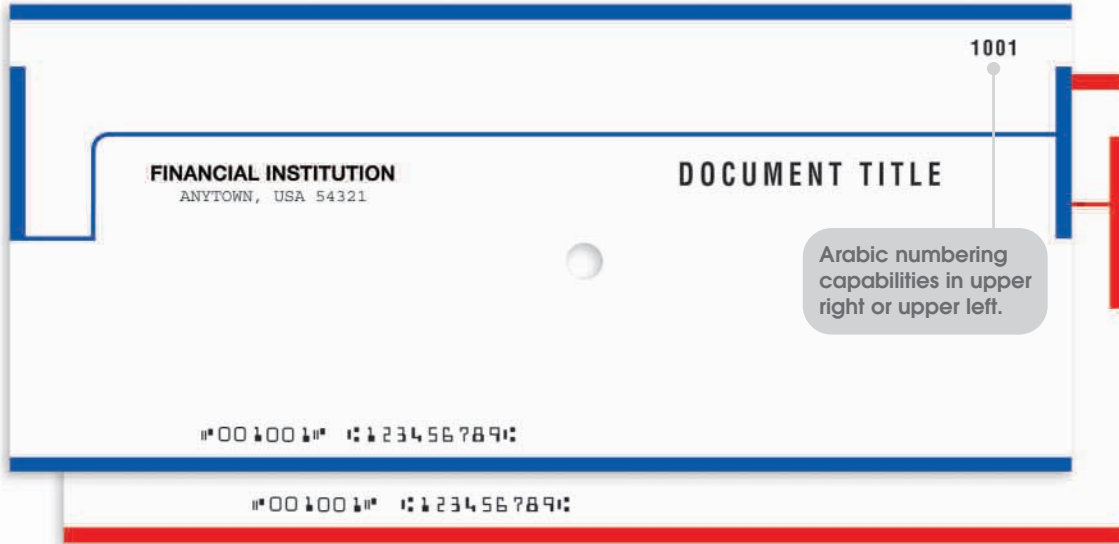 1001
FINANCIAL INSTITUTION
ANYTOWN, USA 54321
DOCUMENT TITLE
Arabic numbering
capabilities in upper
right or upper left.
⑈001001⑈ ⑆123456789⑆
⑈001001⑈ ⑆123456789⑆